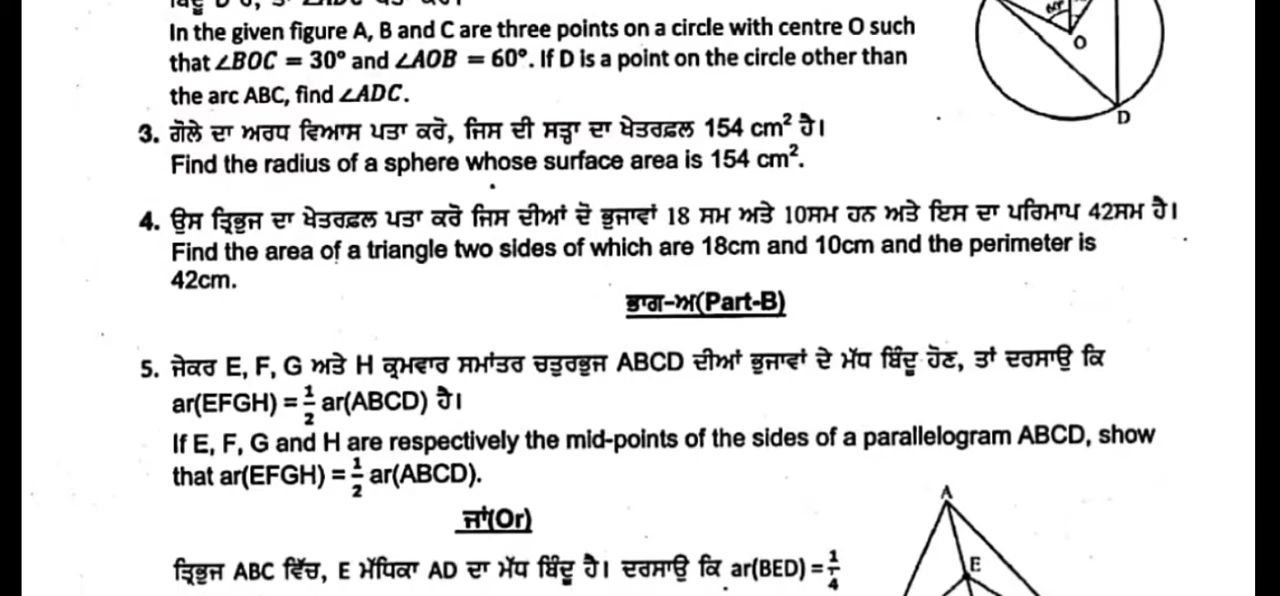 In the given figure A, B and C are three points on a circle with centre O such
that ∠BOC = 30° and ∠AOB = 60°. If D is a point on the circle other than
the arc ABC, find ∠ADC.
60°
O
D
3. ਗੋਲੇ ਦਾ ਅਰਧ ਵਿਆਸ ਪਤਾ ਕਰੋ, ਜਿਸ ਦੀ ਸਤ੍ਹਾ ਦਾ ਖੇਤਰਫ਼ਲ 154 cm² ਹੈ।
Find the radius of a sphere whose surface area is 154 cm².
4. ਉਸ ਤ੍ਰਿਭੁਜ ਦਾ ਖੇਤਰਫ਼ਲ ਪਤਾ ਕਰੋ ਜਿਸ ਦੀਆਂ ਦੋ ਭੁਜਾਵਾਂ 18 ਸਮ ਅਤੇ 10ਸਮ ਹਨ ਅਤੇ ਇਸ ਦਾ ਪਰਿਮਾਪ 42ਸਮ ਹੈ।
Find the area of a triangle two sides of which are 18cm and 10cm and the perimeter is
42cm.
ਭਾਗ-ਅ(Part-B)
5. ਜੇਕਰ E, F, G ਅਤੇ H ਕ੍ਰਮਵਾਰ ਸਮਾਂਤਰ ਚਤੁਰਭੁਜ ABCD ਦੀਆਂ ਭੁਜਾਵਾਂ ਦੇ ਮੱਧ ਬਿੰਦੂ ਹੋਣ, ਤਾਂ ਦਰਸਾਉ ਕਿ
ar(EFGH) = 1/2 ar(ABCD) ਹੈ।
If E, F, G and H are respectively the mid-points of the sides of a parallelogram ABCD, show
that ar(EFGH) = 1/2 ar(ABCD).
ਜਾਂ(Or)
A
E
ਤ੍ਰਿਭੁਜ ABC ਵਿੱਚ, E ਮੱਧਿਕਾ AD ਦਾ ਮੱਧ ਬਿੰਦੂ ਹੈ। ਦਰਸਾਉ ਕਿ ar(BED) = 1/4